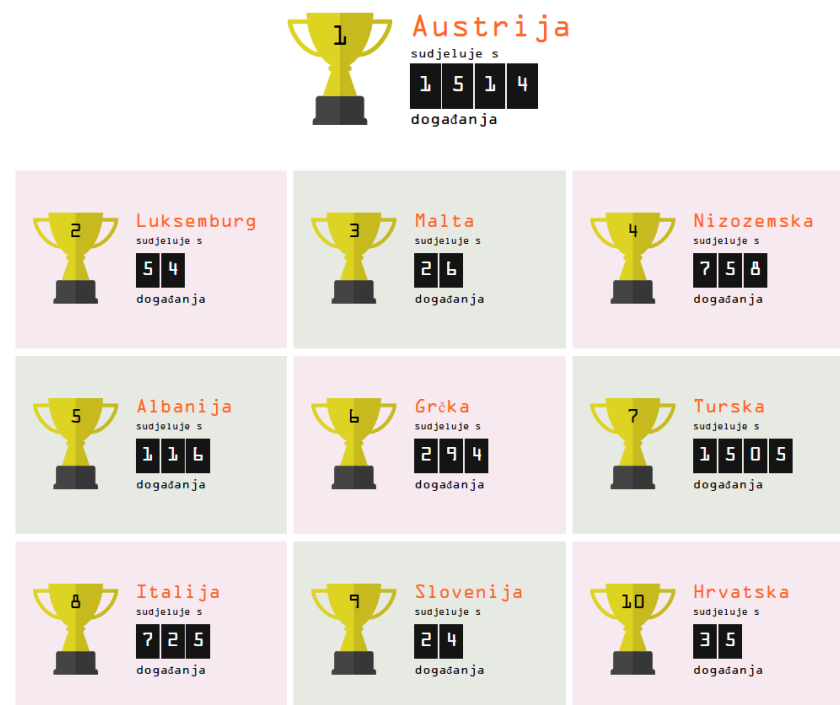 1
Austrija
sudjeluje s
1514
događanja
2
Luksemburg
sudjeluje s
54
događanja
3
Malta
sudjeluje s
26
događanja
4
Nizozemska
sudjeluje s
758
događanja
5
Albanija
sudjeluje s
116
događanja
6
Grčka
sudjeluje s
294
događanja
7
Turska
sudjeluje s
1505
događanja
8
Italija
sudjeluje s
725
događanja
9
Slovenija
sudjeluje s
24
događanja
10
Hrvatska
sudjeluje s
35
događanja